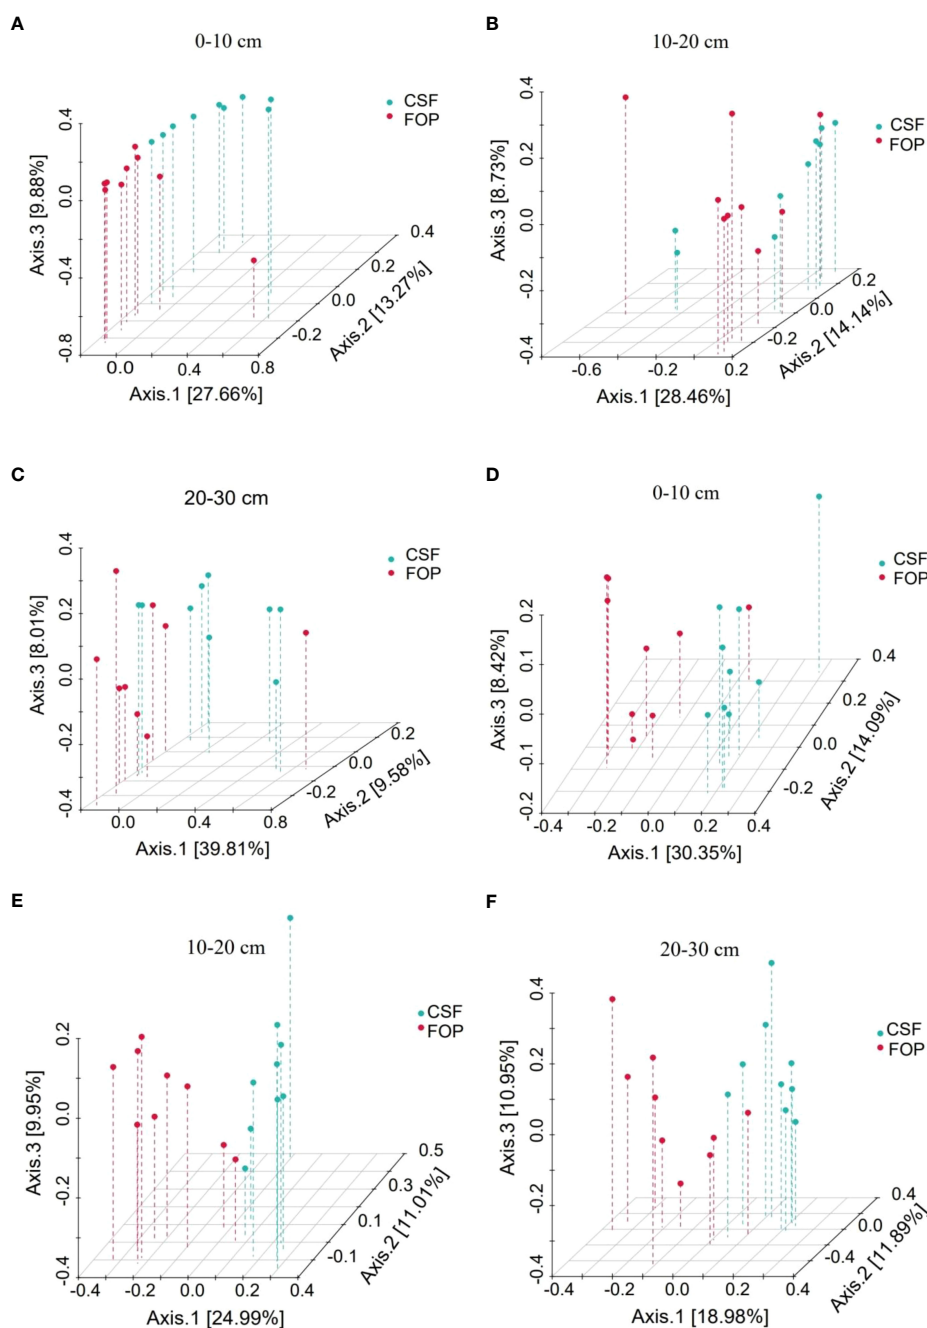 A
0-10 cm
CSF
FOP
0.4
0.0
-0.4
-0.8
Axis.3 [9.88%]
0.0 0.4 0.8
Axis.1 [27.66%]
-0.2 0.0 0.2 0.4
Axis.2 [13.27%]
B
10-20 cm
CSF
FOP
0.4
0.2
0.0
-0.2
-0.4
Axis.3 [8.73%]
-0.6 -0.2 0.2
Axis.1 [28.46%]
-0.2 0.0 0.2
Axis.2 [14.14%]
C
20-30 cm
CSF
FOP
0.4
0.2
0.0
-0.2
-0.4
Axis.3 [8.01%]
0.0 0.4 0.8
Axis.1 [39.81%]
-0.2 0.0 0.2
Axis.2 [9.58%]
D
0-10 cm
CSF
FOP
0.2
0.1
0.0
-0.1
-0.2
Axis.3 [8.42%]
-0.4 -0.2 0.0 0.2 0.4
Axis.1 [30.35%]
-0.2 0.0 0.2 0.4
Axis.2 [14.09%]
E
10-20 cm
CSF
FOP
0.2
0.0
-0.2
-0.4
Axis.3 [9.95%]
-0.4 -0.2 0.0 0.2 0.4
Axis.1 [24.99%]
-0.1 0.1 0.3 0.5
Axis.2 [11.01%]
F
20-30 cm
CSF
FOP
0.4
0.2
0.0
-0.2
-0.4
Axis.3 [10.95%]
-0.4 -0.2 0.0 0.2 0.4
Axis.1 [18.98%]
-0.4 0.0 0.4
Axis.2 [11.89%]